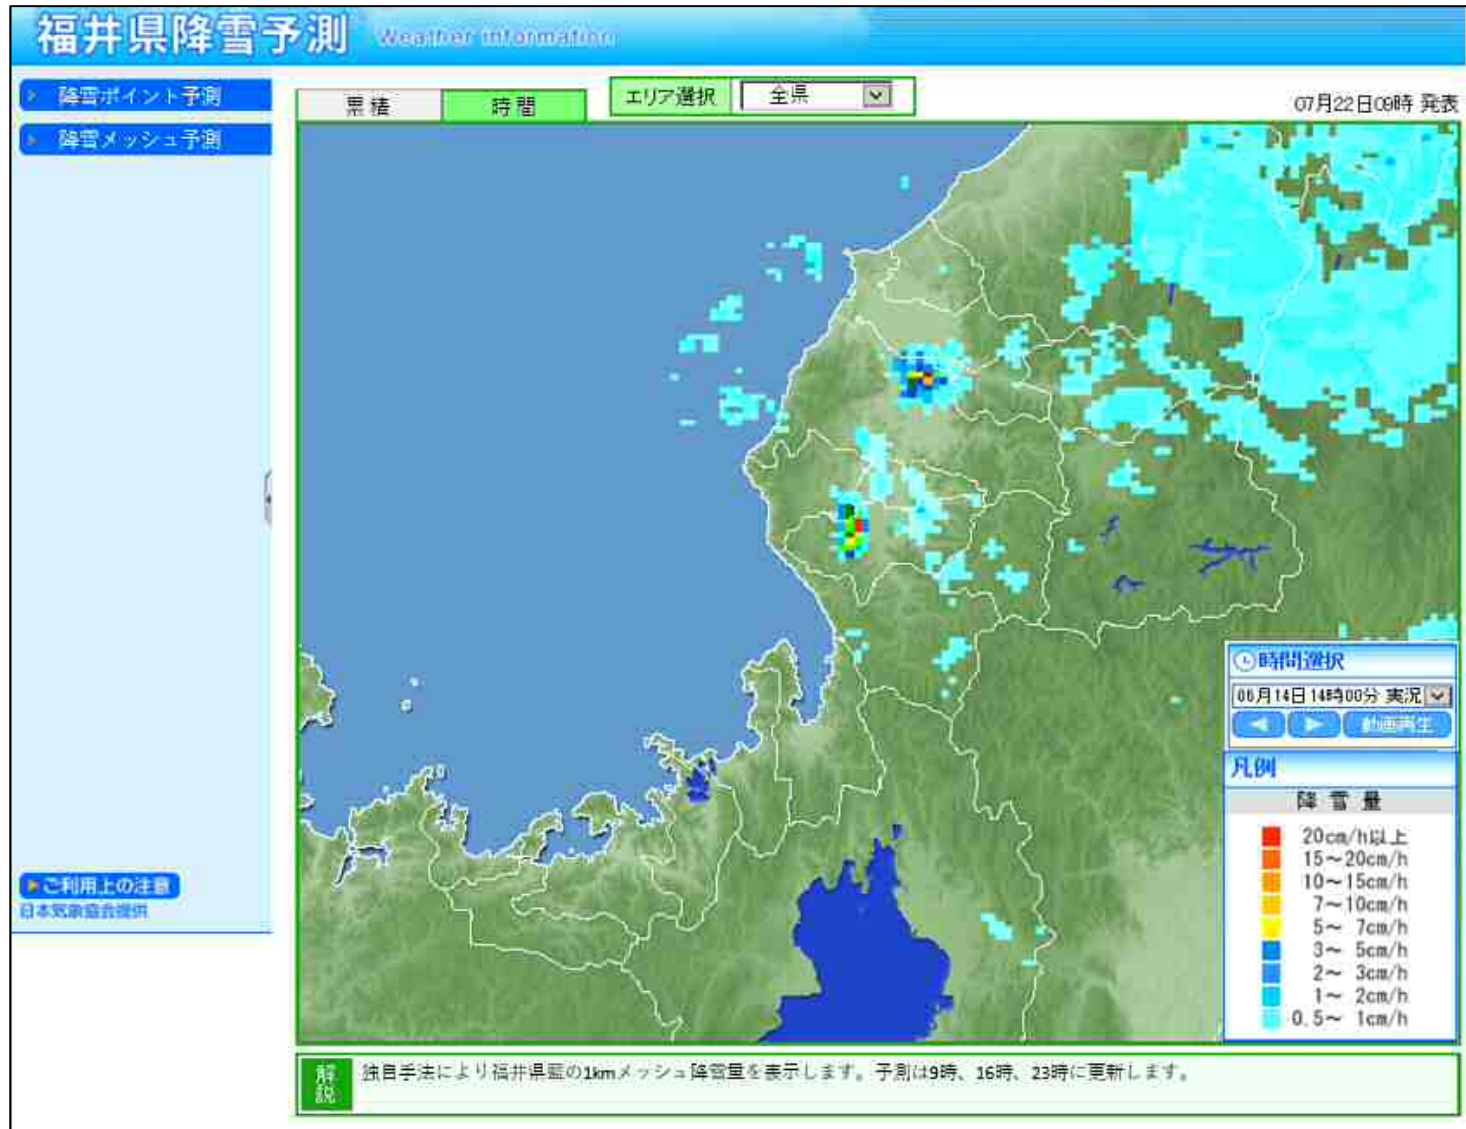 福井県降雪予測 Weather Information
降雪ポイント予測
降雪メッシュ予測
累積
時間
エリア選択 全県
07月22日09時 発表
時間選択
06月14日14時00分 実況
動画再生
凡例
降 雪 量
20cm/h以上
15～20cm/h
10～15cm/h
7～10cm/h
5～ 7cm/h
3～ 5cm/h
2～ 3cm/h
1～ 2cm/h
0.5～ 1cm/h
ご利用上の注意
日本気象協会提供
解説
独自手法により福井県藍の1kmメッシュ降雪量を表示します。予測は9時、16時、23時に更新します。